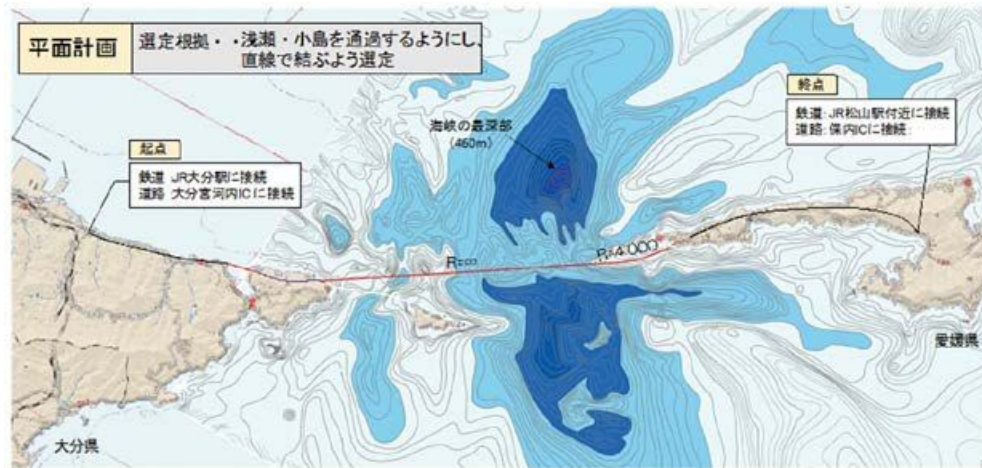 平面計画
選定根拠・・浅瀬・小島を通過するようにし、
直線で結ぶよう選定
終点
鉄道:JR松山駅付近に接続
道路:保内ICに接続
海峡の最深部
(460m)
起点
鉄道 JR大分駅に接続
道路 大分宮河内ICに接続
R=∞
R=4,000
愛媛県
大分県